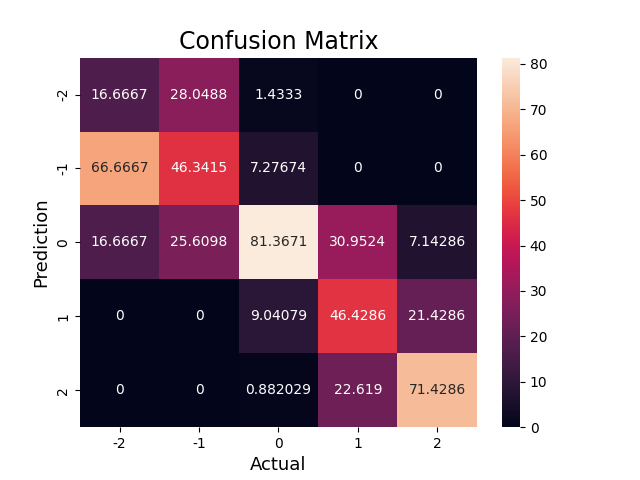 Confusion Matrix
Prediction
-2 16.6667 28.0488 1.4333 0 0
-1 66.6667 46.3415 7.27674 0 0
0 16.6667 25.6098 81.3671 30.9524 7.14286
1 0 0 9.04079 46.4286 21.4286
2 0 0 0.882029 22.619 71.4286
-2 -1 0 1 2
Actual
80
70
60
50
40
30
20
10
0